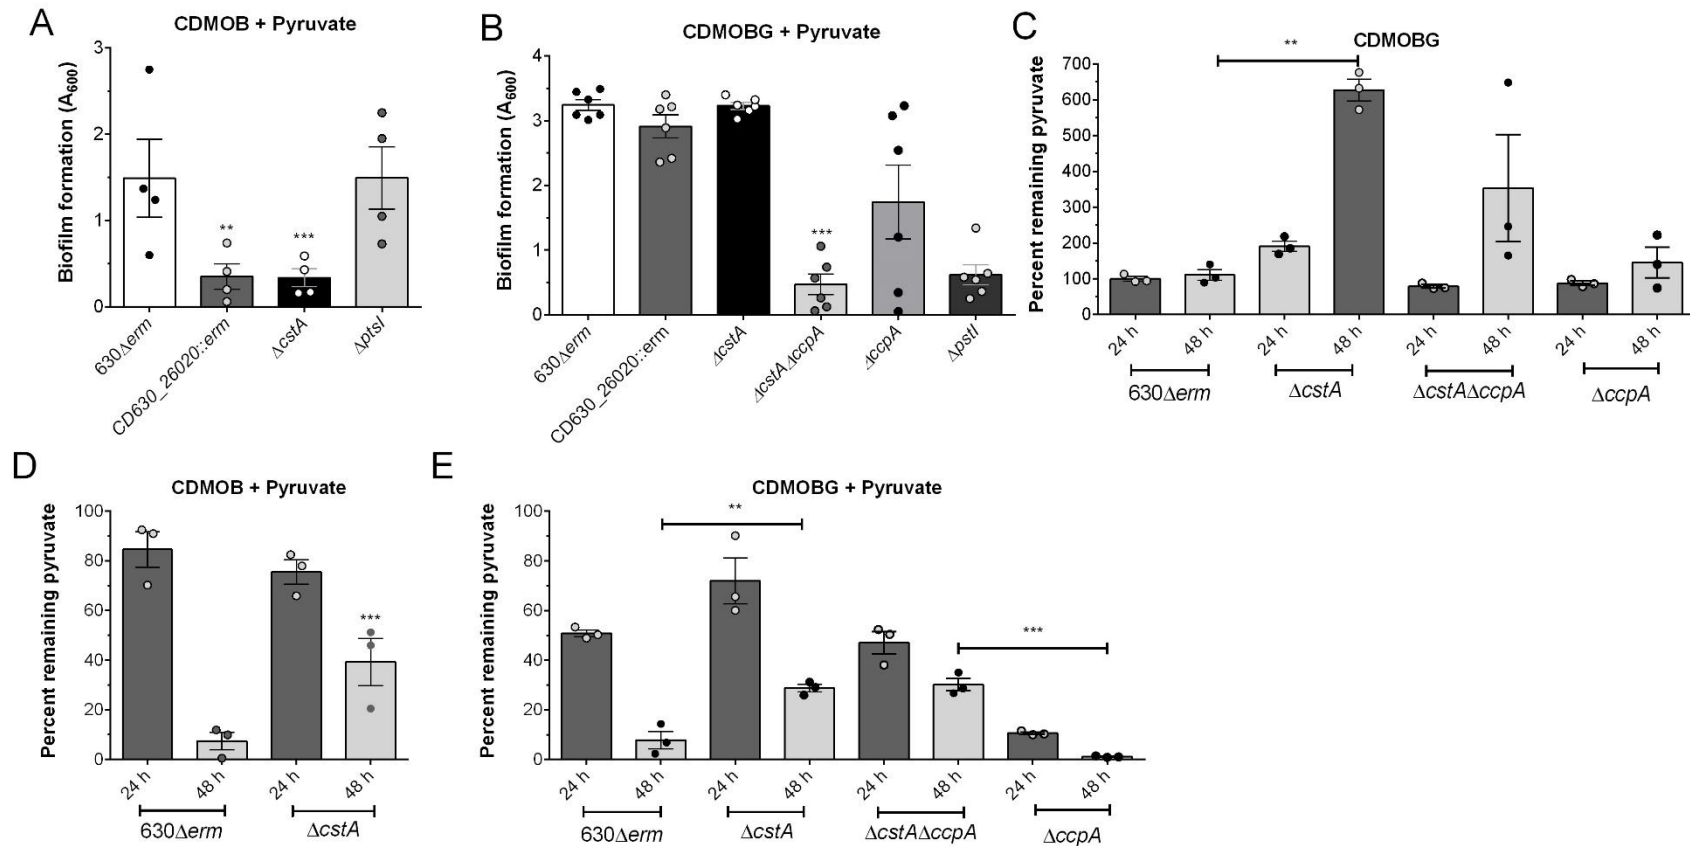 A
CDMOB + Pyruvate
Biofilm formation (A600)
3
2
1
0
**
***
630Δerm
CD630_26020::erm
ΔcstA
ΔptsI
B
CDMOBG + Pyruvate
Biofilm formation (A600)
4
3
2
1
0
***
630Δerm
CD630_26020::erm
ΔcstA
ΔcstAΔccpA
ΔccpA
ΔpstI
C
CDMOBG
**
Percent remaining pyruvate
700
600
500
400
300
200
100
0
24 h
48 h
24 h
48 h
24 h
48 h
24 h
48 h
630Δerm
ΔcstA
ΔcstAΔccpA
ΔccpA
D
CDMOB + Pyruvate
Percent remaining pyruvate
100
80
60
40
20
0
***
24 h
48 h
24 h
48 h
630Δerm
ΔcstA
E
CDMOBG + Pyruvate
Percent remaining pyruvate
100
80
60
40
20
0
**
***
24 h
48 h
24 h
48 h
24 h
48 h
24 h
48 h
630Δerm
ΔcstA
ΔcstAΔccpA
ΔccpA